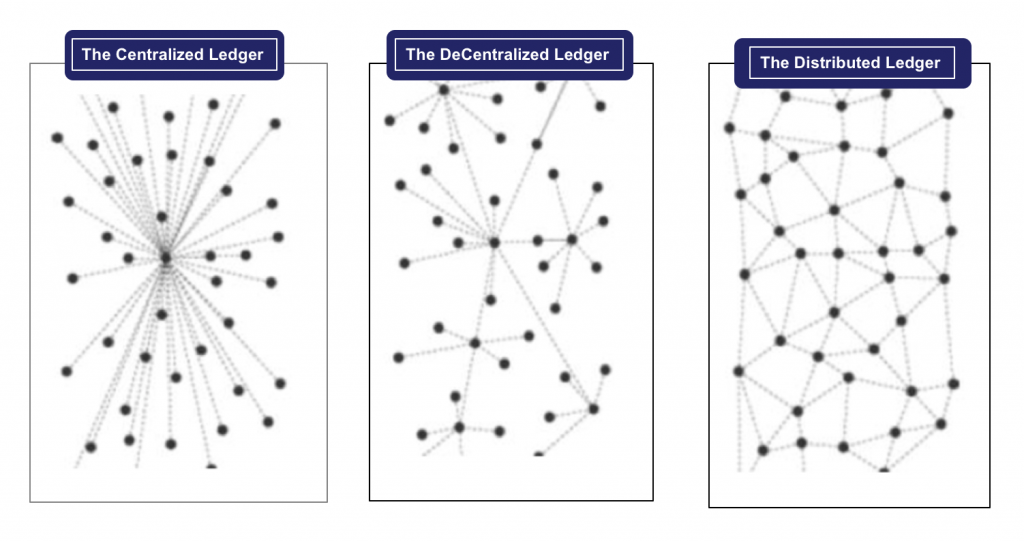 The Centralized Ledger
The DeCentralized Ledger
The Distributed Ledger